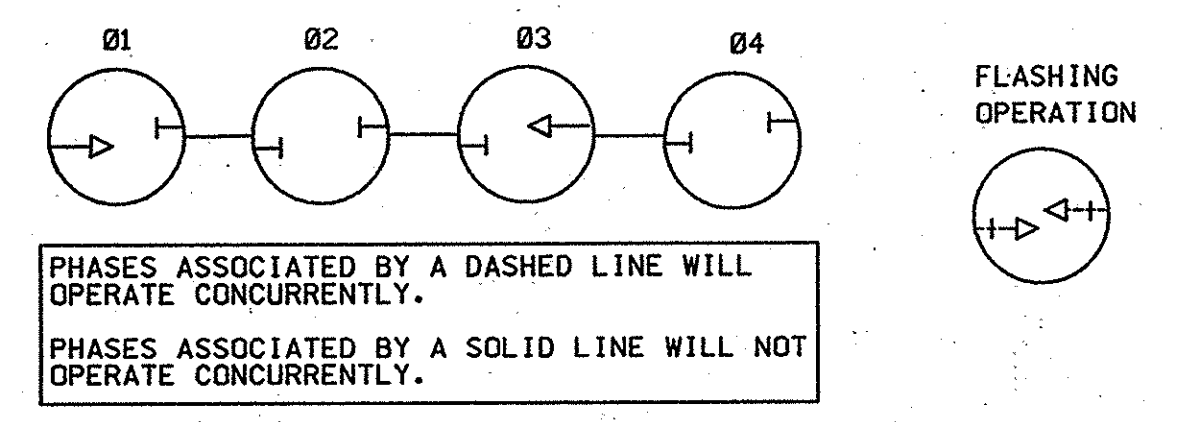 Ø1 Ø2 Ø3 Ø4
FLASHING
OPERATION
PHASES ASSOCIATED BY A DASHED LINE WILL
OPERATE CONCURRENTLY.
PHASES ASSOCIATED BY A SOLID LINE WILL NOT
OPERATE CONCURRENTLY.